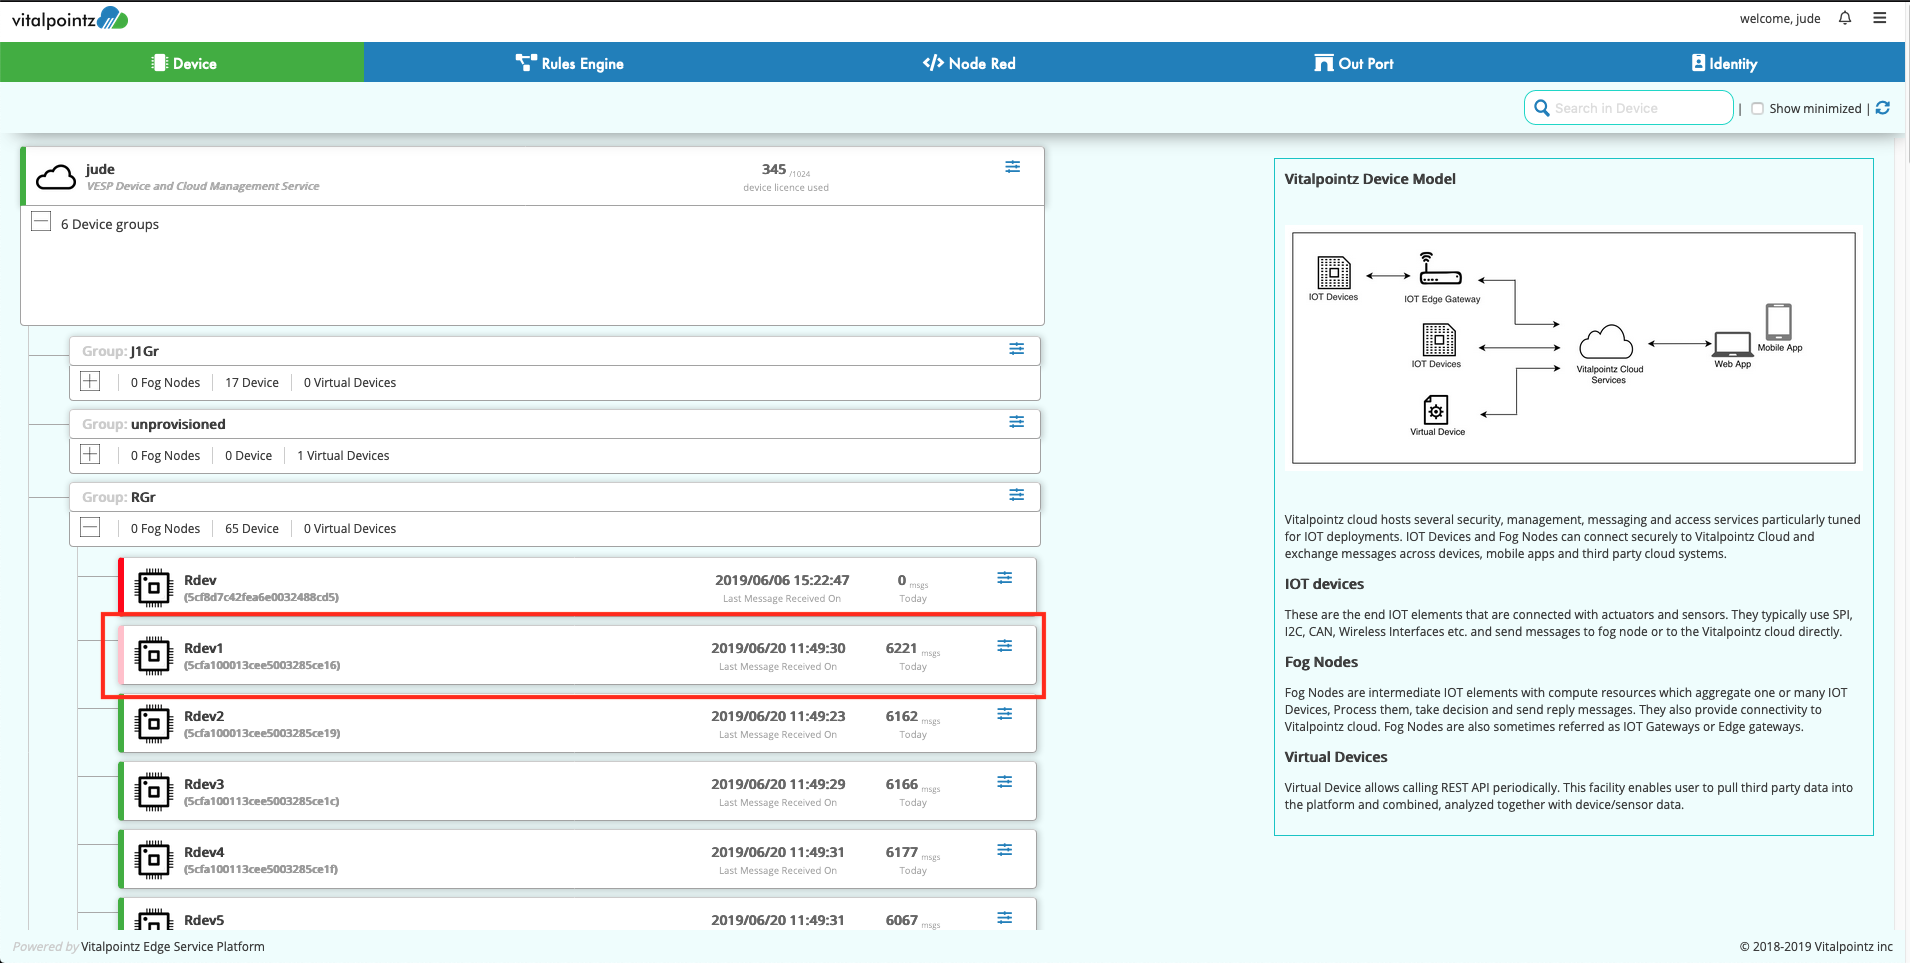 vitalpointz
welcome, jude
Device
Rules Engine
Node Red
Out Port
Identity
Search in Device
| Show minimized |
jude
VESP Device and Cloud Management Service
345 /1024
device licence used
6 Device groups
Group: J1Gr
0 Fog Nodes | 17 Device | 0 Virtual Devices
Group: unprovisioned
0 Fog Nodes | 0 Device | 1 Virtual Devices
Group: RGr
0 Fog Nodes | 65 Device | 0 Virtual Devices
Rdev
(5cf8d7c42fea6e0032488cd5)
2019/06/06 15:22:47
Last Message Received On
0 msgs
Today
Rdev1
(5cfa100013cee5003285ce16)
2019/06/20 11:49:30
Last Message Received On
6221 msgs
Today
Rdev2
(5cfa100013cee5003285ce19)
2019/06/20 11:49:23
Last Message Received On
6162 msgs
Today
Rdev3
(5cfa100113cee5003285ce1c)
2019/06/20 11:49:29
Last Message Received On
6166 msgs
Today
Rdev4
(5cfa100113cee5003285ce1f)
2019/06/20 11:49:31
Last Message Received On
6177 msgs
Today
Rdev5
2019/06/20 11:49:31
6067 msgs
Vitalpointz Device Model
IOT Devices
IOT Edge Gateway
IOT Devices
Virtual Device
Vitalpointz Cloud
Services
Web App
Mobile App
Vitalpointz cloud hosts several security, management, messaging and access services particularly tuned
for IOT deployments. IOT Devices and Fog Nodes can connect securely to Vitalpointz Cloud and
exchange messages across devices, mobile apps and third party cloud systems.
IOT devices
These are the end IOT elements that are connected with actuators and sensors. They typically use SPI,
I2C, CAN, Wireless Interfaces etc. and send messages to fog node or to the Vitalpointz cloud directly.
Fog Nodes
Fog Nodes are intermediate IOT elements with compute resources which aggregate one or many IOT
Devices, Process them, take decision and send reply messages. They also provide connectivity to
Vitalpointz cloud. Fog Nodes are also sometimes referred as IOT Gateways or Edge gateways.
Virtual Devices
Virtual Device allows calling REST API periodically. This facility enables user to pull third party data into
the platform and combined, analyzed together with device/sensor data.
Powered by Vitalpointz Edge Service Platform
© 2018-2019 Vitalpointz inc